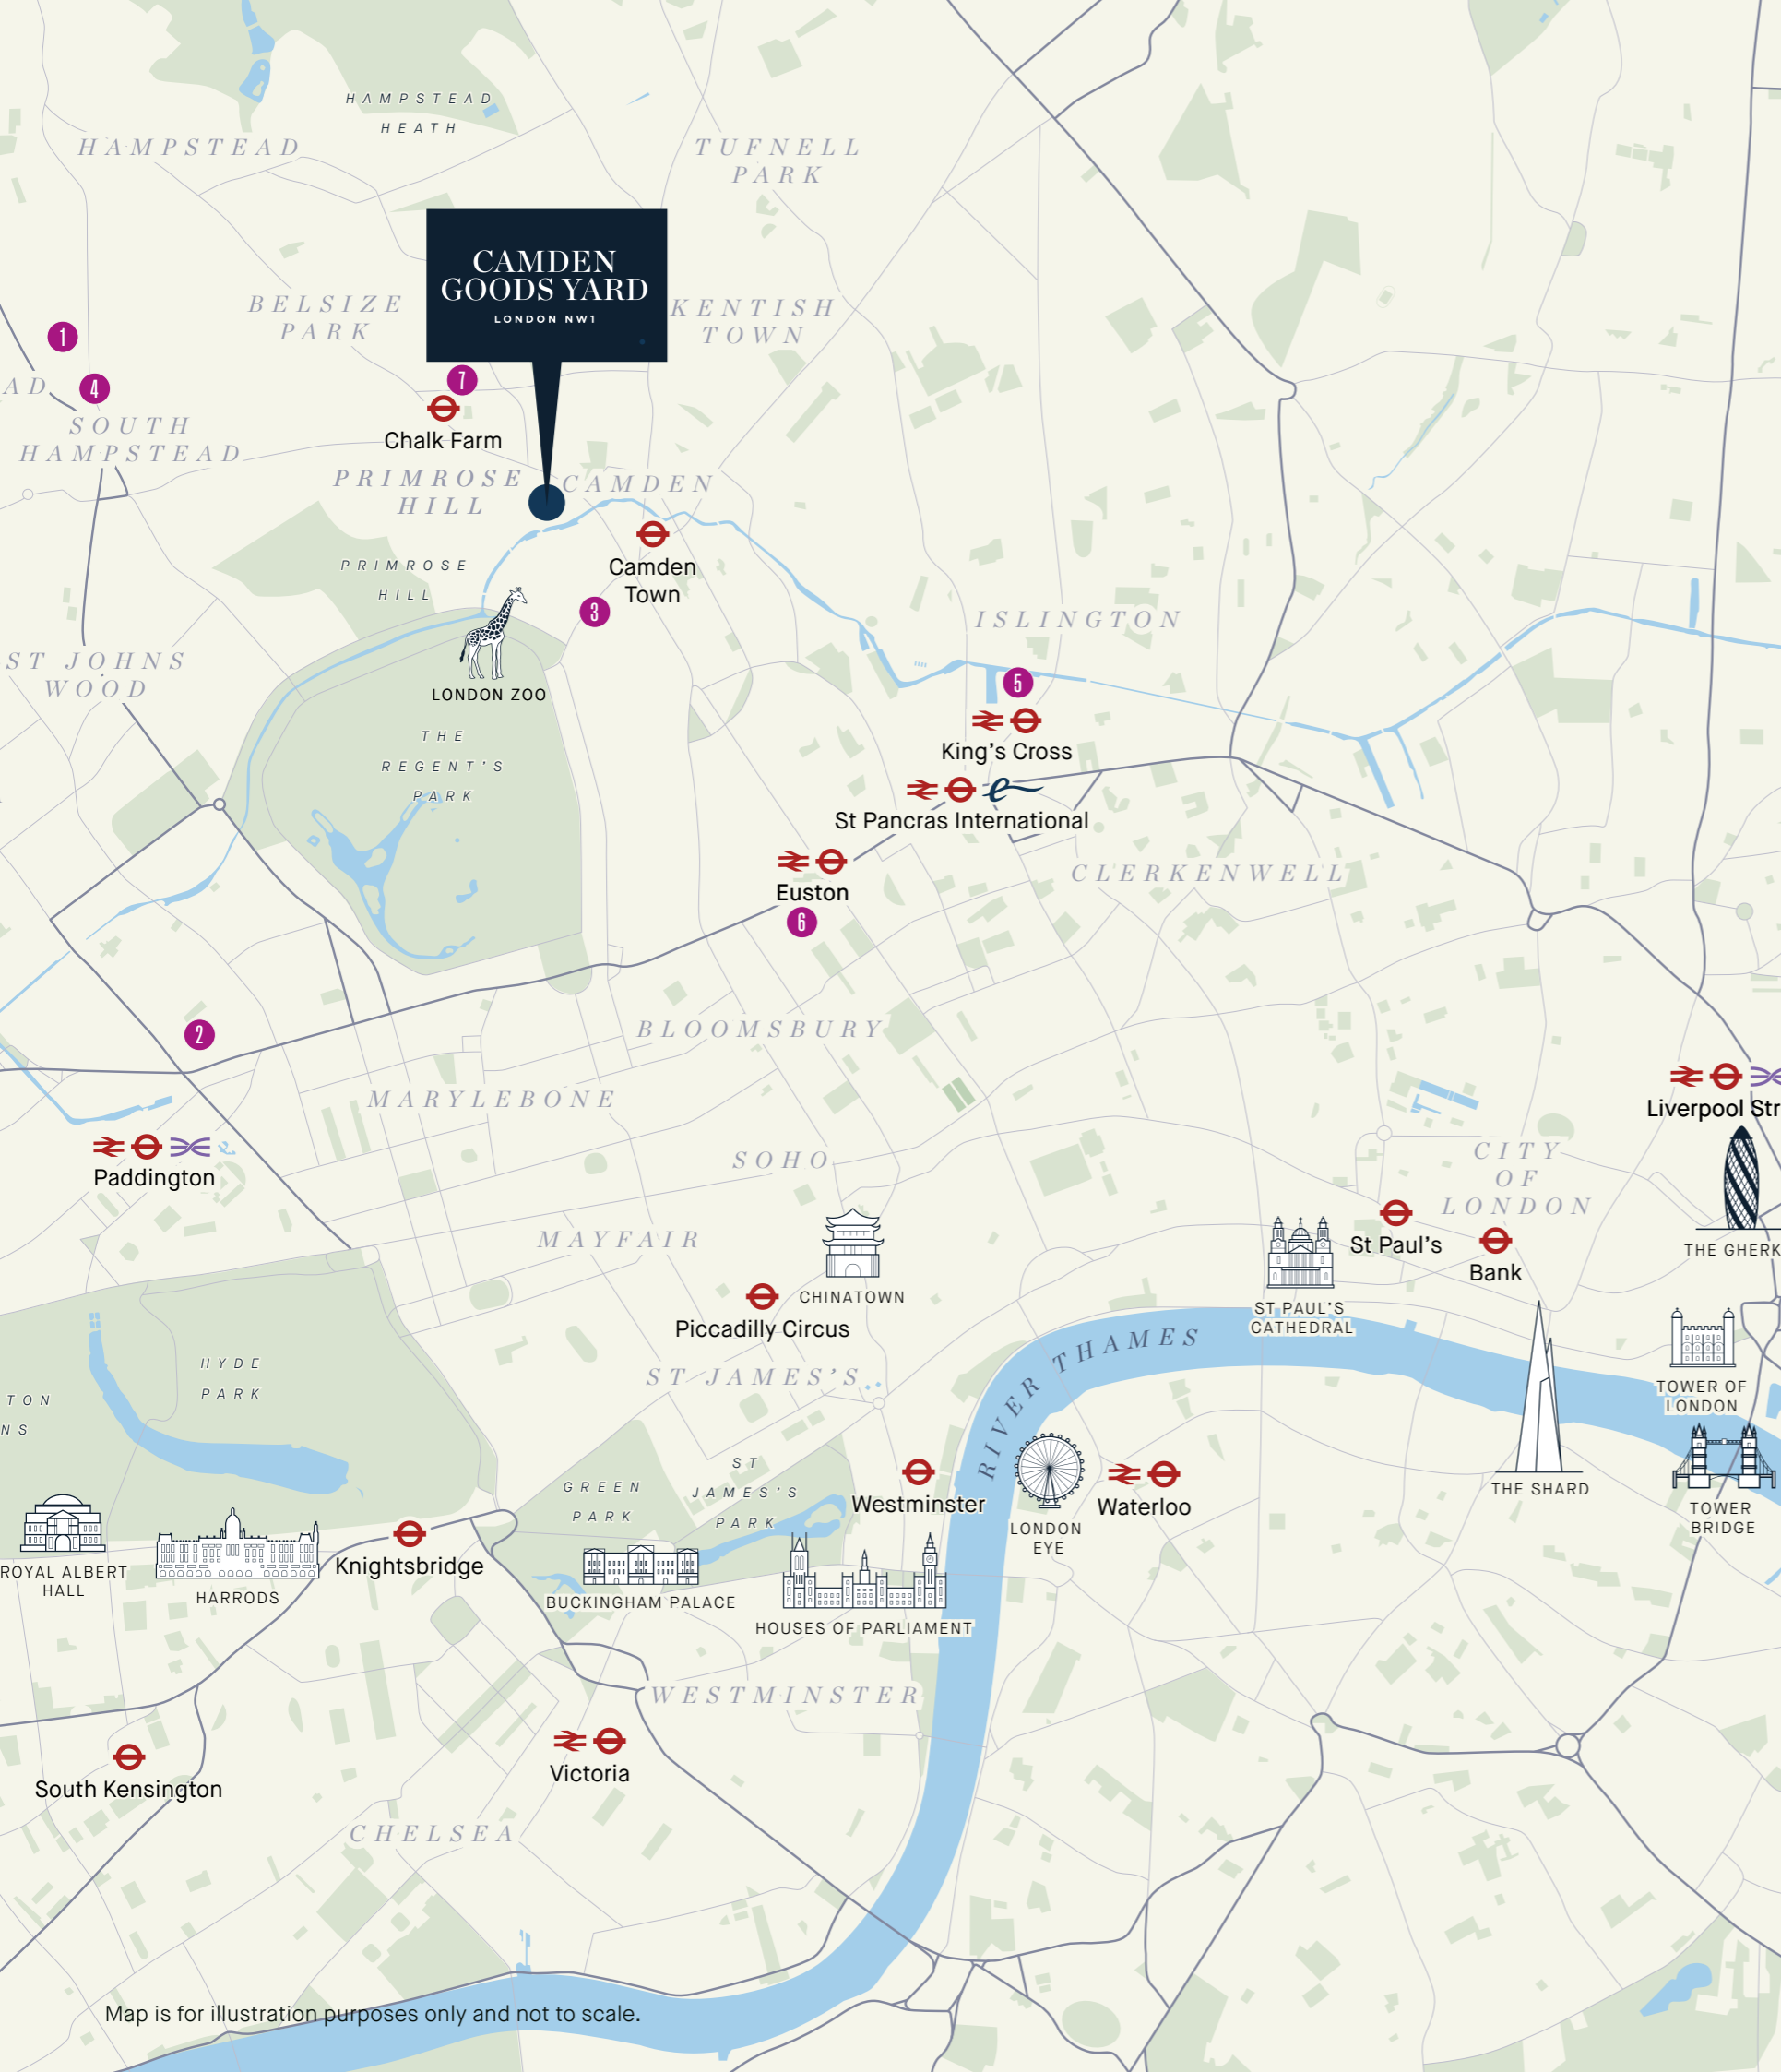 HAMPSTEAD
HEATH
HAMPSTEAD
TUFNELL
PARK
CAMDEN
GOODS YARD
LONDON NW1
BELSIZE
PARK
KENTISH
TOWN
1
7
4
AD
Chalk Farm
SOUTH
HAMPSTEAD
PRIMROSE
HILL
CAMDEN
PRIMROSE
HILL
Camden
Town
3
ISLINGTON
ST JOHNS
WOOD
LONDON ZOO
5
THE
REGENT'S
PARK
King's Cross
e
St Pancras International
CLERKENWELL
Euston
6
2
BLOOMSBURY
MARYLEBONE
Liverpool Str
Paddington
SOHO
CITY
OF
LONDON
MAYFAIR
St Paul's
Bank
THE GHERK
CHINATOWN
ST PAUL'S
CATHEDRAL
Piccadilly Circus
RIVER THAMES
HYDE
PARK
ST JAMES'S
TON
NS
TOWER OF
LONDON
GREEN
PARK
ST
JAMES'S
PARK
Westminster
Waterloo
LONDON
EYE
THE SHARD
TOWER
BRIDGE
ROYAL ALBERT
HALL
HARRODS
Knightsbridge
BUCKINGHAM PALACE
HOUSES OF PARLIAMENT
WESTMINSTER
South Kensington
Victoria
CHELSEA
Map is for illustration purposes only and not to scale.